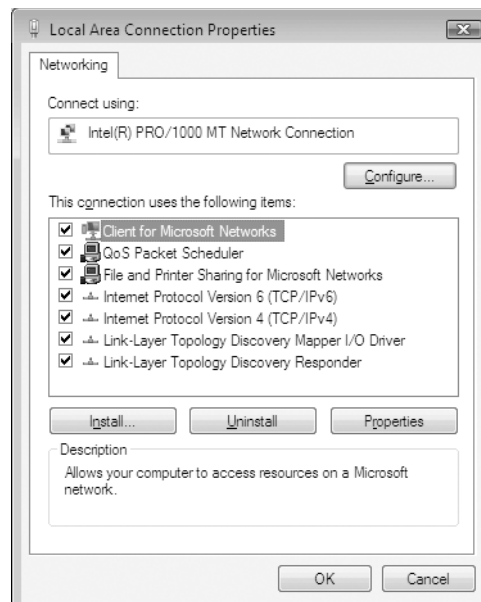 Local Area Connection Properties
Networking
Connect using:
Intel(R) PRO/1000 MT Network Connection
Configure...
This connection uses the following items:
Client for Microsoft Networks
QoS Packet Scheduler
File and Printer Sharing for Microsoft Networks
Internet Protocol Version 6 (TCP/IPv6)
Internet Protocol Version 4 (TCP/IPv4)
Link-Layer Topology Discovery Mapper I/O Driver
Link-Layer Topology Discovery Responder
Install... Uninstall Properties
Description
Allows your computer to access resources on a Microsoft
network.
OK Cancel